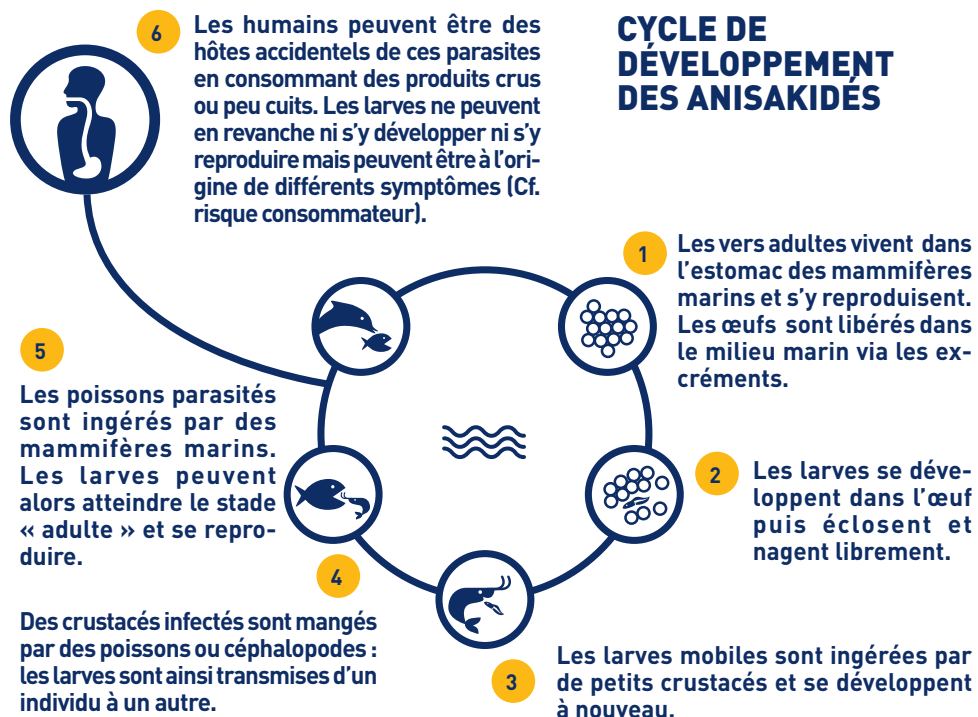 CYCLE DE
DÉVELOPPEMENT
DES ANISAKIDÉS
1
Les vers adultes vivent dans
l’estomac des mammifères
marins et s’y reproduisent.
Les œufs sont libérés dans
le milieu marin via les ex-
créments.
2
Les larves se déve-
loppent dans l’œuf
puis éclosent et
nagent librement.
3
Les larves mobiles sont ingérées par
de petits crustacés et se développent
à nouveau.
4
Des crustacés infectés sont mangés
par des poissons ou céphalopodes :
les larves sont ainsi transmises d’un
individu à un autre.
5
Les poissons parasités
sont ingérés par des
mammifères marins.
Les larves peuvent
alors atteindre le stade
« adulte » et se repro-
duire.
6
Les humains peuvent être des
hôtes accidentels de ces parasites
en consommant des produits crus
ou peu cuits. Les larves ne peuvent
en revanche ni s’y développer ni s’y
reproduire mais peuvent être à l’ori-
gine de différents symptômes (Cf.
risque consommateur).